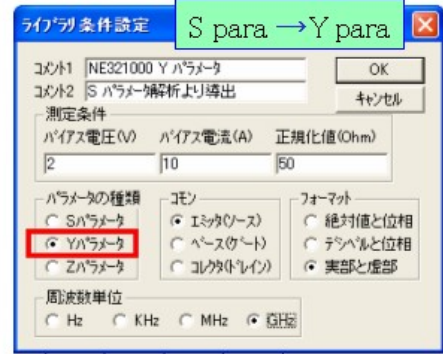 ライブラリ条件設定
S para →Y para
コメント1 NE321000 Y パラメータ
OK
コメント2 S パラメータ解析より導出
キャンセル
測定条件
バイアス電圧(V) バイアス電流(A) 正規化値(Ohm)
2 10 50
パラメータの種類 コモン フォーマット
Sパラメータ エミッタ(ソース) 絶対値と位相
Yパラメータ ベース(ゲート) デシベルと位相
Zパラメータ コレクタ(ドレイン) 実部と虚部
周波数単位
Hz KHz MHz GHz